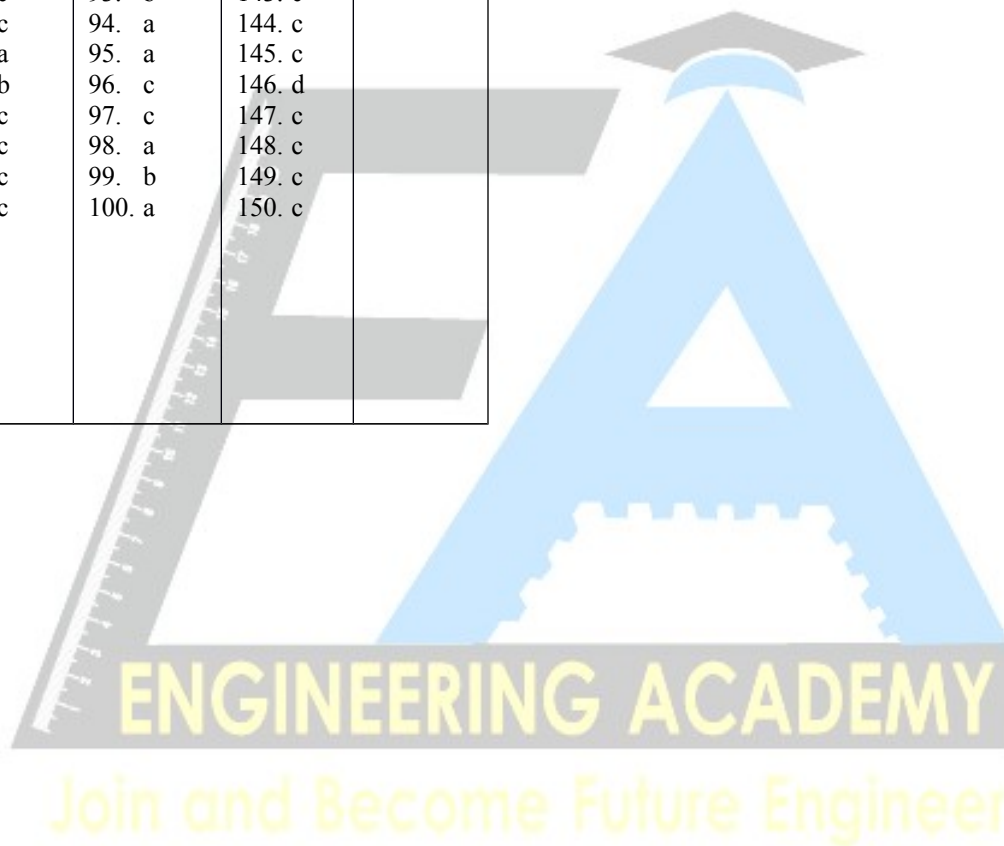 c 94. a 144. c
a 95. a 145. c
b 96. c 146. d
c 97. c 147. c
c 98. a 148. c
c 99. b 149. c
c 100. a 150. c
ENGINEERING ACADEMY
Join and Become Future Engineer